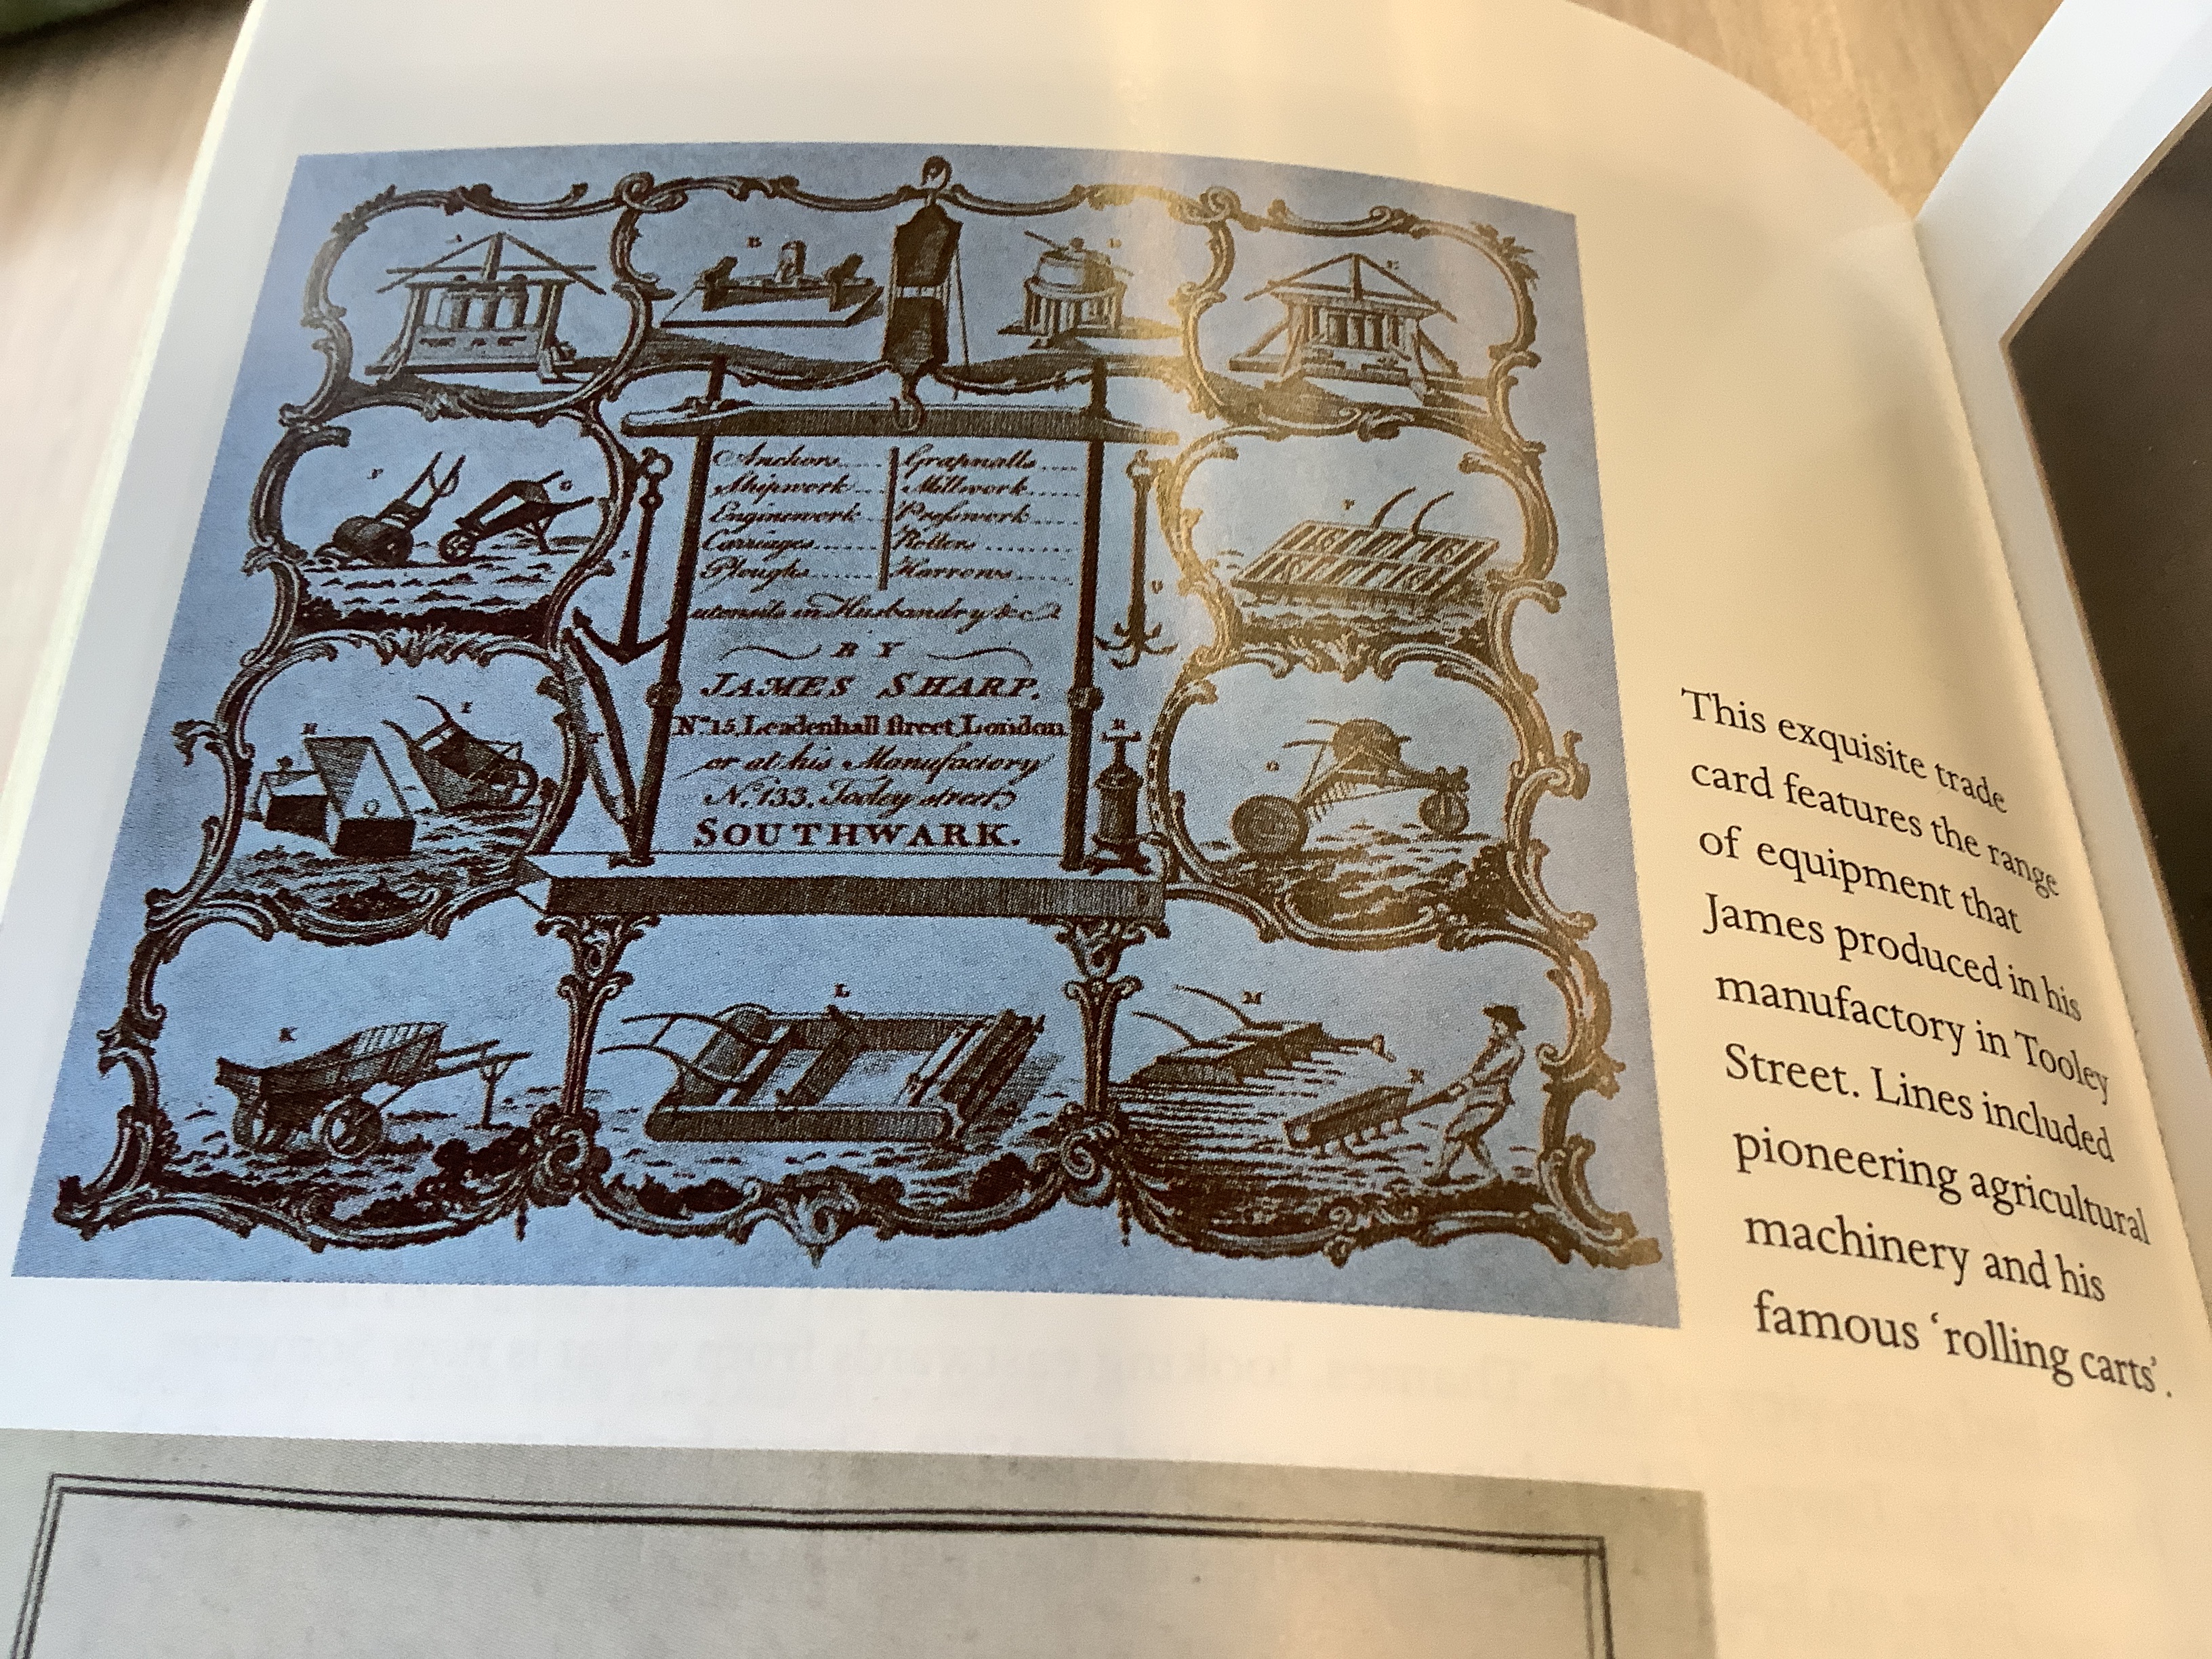 Anchors.... Grapnalls....
Shipwork... Millwork.....
Enginework.. Preſswork....
Carriages...... Rollers ........
Ploughs....... Harrows.....
utensils in Husbandry &c.
BY
JAMES SHARP.
No. 15, Leadenhall ſtreet, London
or at his Manufactory
No. 133, Tooley street
SOUTHWARK.
H I
K
L
M
This exquisite trade
card features the range
of equipment that
James produced in his
manufactory in Tooley
Street. Lines included
pioneering agricultural
machinery and his
famous ‘rolling carts’.